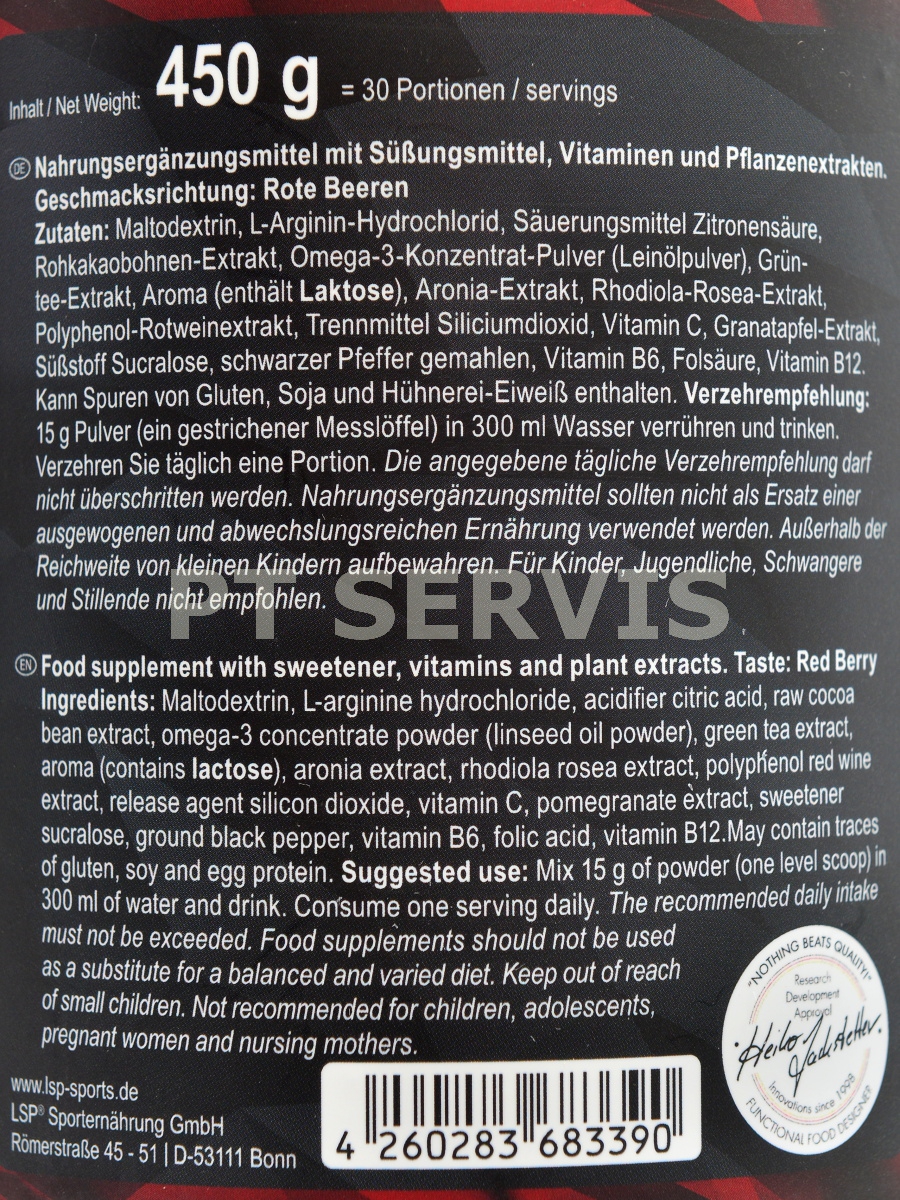 Inhalt / Net Weight: 450 g = 30 Portionen / servings
DE Nahrungsergänzungsmittel mit Süßungsmittel, Vitaminen und Pflanzenextrakten.
Geschmacksrichtung: Rote Beeren
Zutaten: Maltodextrin, L-Arginin-Hydrochlorid, Säuerungsmittel Zitronensäure,
Rohkakaobohnen-Extrakt, Omega-3-Konzentrat-Pulver (Leinölpulver), Grün-
tee-Extrakt, Aroma (enthält Laktose), Aronia-Extrakt, Rhodiola-Rosea-Extrakt,
Polyphenol-Rotweinextrakt, Trennmittel Siliciumdioxid, Vitamin C, Granatapfel-Extrakt,
Süßstoff Sucralose, schwarzer Pfeffer gemahlen, Vitamin B6, Folsäure, Vitamin B12.
Kann Spuren von Gluten, Soja und Hühnerei-Eiweiß enthalten. Verzehrempfehlung:
15 g Pulver (ein gestrichener Messlöffel) in 300 ml Wasser verrühren und trinken.
Verzehren Sie täglich eine Portion. Die angegebene tägliche Verzehrempfehlung darf
nicht überschritten werden. Nahrungsergänzungsmittel sollten nicht als Ersatz einer
ausgewogenen und abwechslungsreichen Ernährung verwendet werden. Außerhalb der
Reichweite von kleinen Kindern aufbewahren. Für Kinder, Jugendliche, Schwangere
und Stillende nicht empfohlen.
PT SERVIS
EN Food supplement with sweetener, vitamins and plant extracts. Taste: Red Berry
Ingredients: Maltodextrin, L-arginine hydrochloride, acidifier citric acid, raw cocoa
bean extract, omega-3 concentrate powder (linseed oil powder), green tea extract,
aroma (contains lactose), aronia extract, rhodiola rosea extract, polyphenol red wine
extract, release agent silicon dioxide, vitamin C, pomegranate extract, sweetener
sucralose, ground black pepper, vitamin B6, folic acid, vitamin B12.May contain traces
of gluten, soy and egg protein. Suggested use: Mix 15 g of powder (one level scoop) in
300 ml of water and drink. Consume one serving daily. The recommended daily intake
must not be exceeded. Food supplements should not be used
as a substitute for a balanced and varied diet. Keep out of reach
of small children. Not recommended for children, adolescents,
pregnant women and nursing mothers.
"NOTHING BEATS QUALITY!"
Research
Development
Approval
Heiko Jackstetter
Innovations since 1998
FUNCTIONAL FOOD DESIGNER
www.lsp-sports.de
LSP® Sporternährung GmbH
Römerstraße 45 - 51 | D-53111 Bonn
4 260283 683390